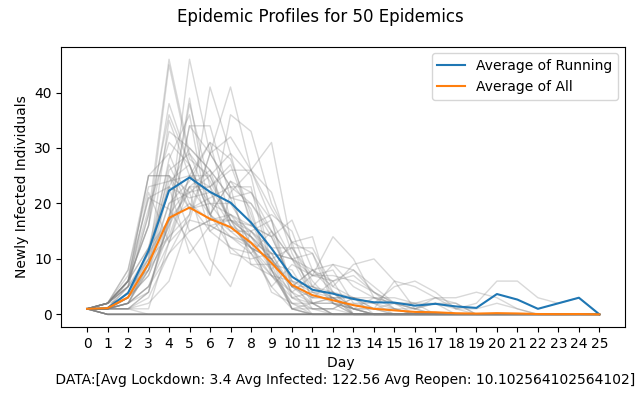 Epidemic Profiles for 50 Epidemics
Average of Running
Average of All
Newly Infected Individuals
40
30
20
10
0
0 1 2 3 4 5 6 7 8 9 10 11 12 13 14 15 16 17 18 19 20 21 22 23 24 25
Day
DATA:[Avg Lockdown: 3.4 Avg Infected: 122.56 Avg Reopen: 10.102564102564102]